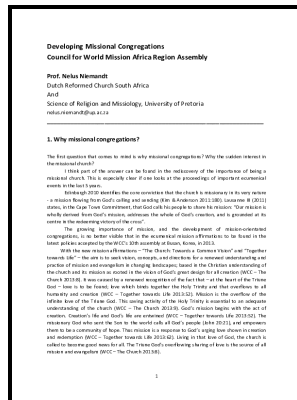 Developing Missional Congregations
Council for World Mission Africa Region Assembly
Prof. Nelus Niemandt
Dutch Reformed Church South Africa
And
Science of Religion and Missiology, University of Pretoria
nelus.niemandt@up.ac.za
1. Why missional congregations?
The first question that comes to mind is why missional congregations? Why the sudden interest in
the missional church?
I think part of the answer can be found in the rediscovery of the importance of being a
missional church. This is especially clear if one looks at the proceedings of important ecumenical
events in the last 5 years.
Edinburgh 2010 identifies the core conviction that the church is missionary in its very nature
- a mission flowing from God's calling and sending (Kim & Anderson 2011:180). Lausanne III (2011)
states, in the Cape Town Commitment, that God calls his people to share his mission: "Our mission is
wholly derived from God's mission, addresses the whole of God's creation, and is grounded at its
centre in the redeeming victory of the cross".
The growing importance of mission, and the development of mission-orientated
congregations, is no better visible that in the ecumenical mission affirmations to be found in the
latest policies accepted by the WCC's 10th assembly at Busan, Korea, in 2013.
With the new mission affirmations – "The Church: Towards a Common Vision" and "Together
towards Life" – the aim is to seek vision, concepts, and directions for a renewed understanding and
practice of mission and evangelism in changing landscapes, based in the Christian understanding of
the church and its mission as rooted in the vision of God's great design for all creation (WCC –
The Church 2013:8). It was caused by a renewed recognition of the fact that – at the heart of the Triune
God – love is to be found, love which binds together the Holy Trinity and that overflows to all
humanity and creation (WCC – Together towards Life 2013:52). Mission is the overflow of the
infinite love of the Triune God. This saving activity of the Holy Trinity is essential to an adequate
understanding of the church (WCC – The Church 2013:9). God's mission begins with the act of
creation. Creation's life and God's life are entwined (WCC – Together towards Life 2013:52). The
missionary God who sent the Son to the world calls all God's people (John 20:21), and empowers
them to be a community of hope. Thus mission is a response to God's urging love shown in creation
and redemption (WCC – Together towards Life 2013:62). Living in that love of God, the church is
called to become good news for all. The Triune God's overflowing sharing of love is the source of all
mission and evangelism (WCC – The Church 2013:6).
1